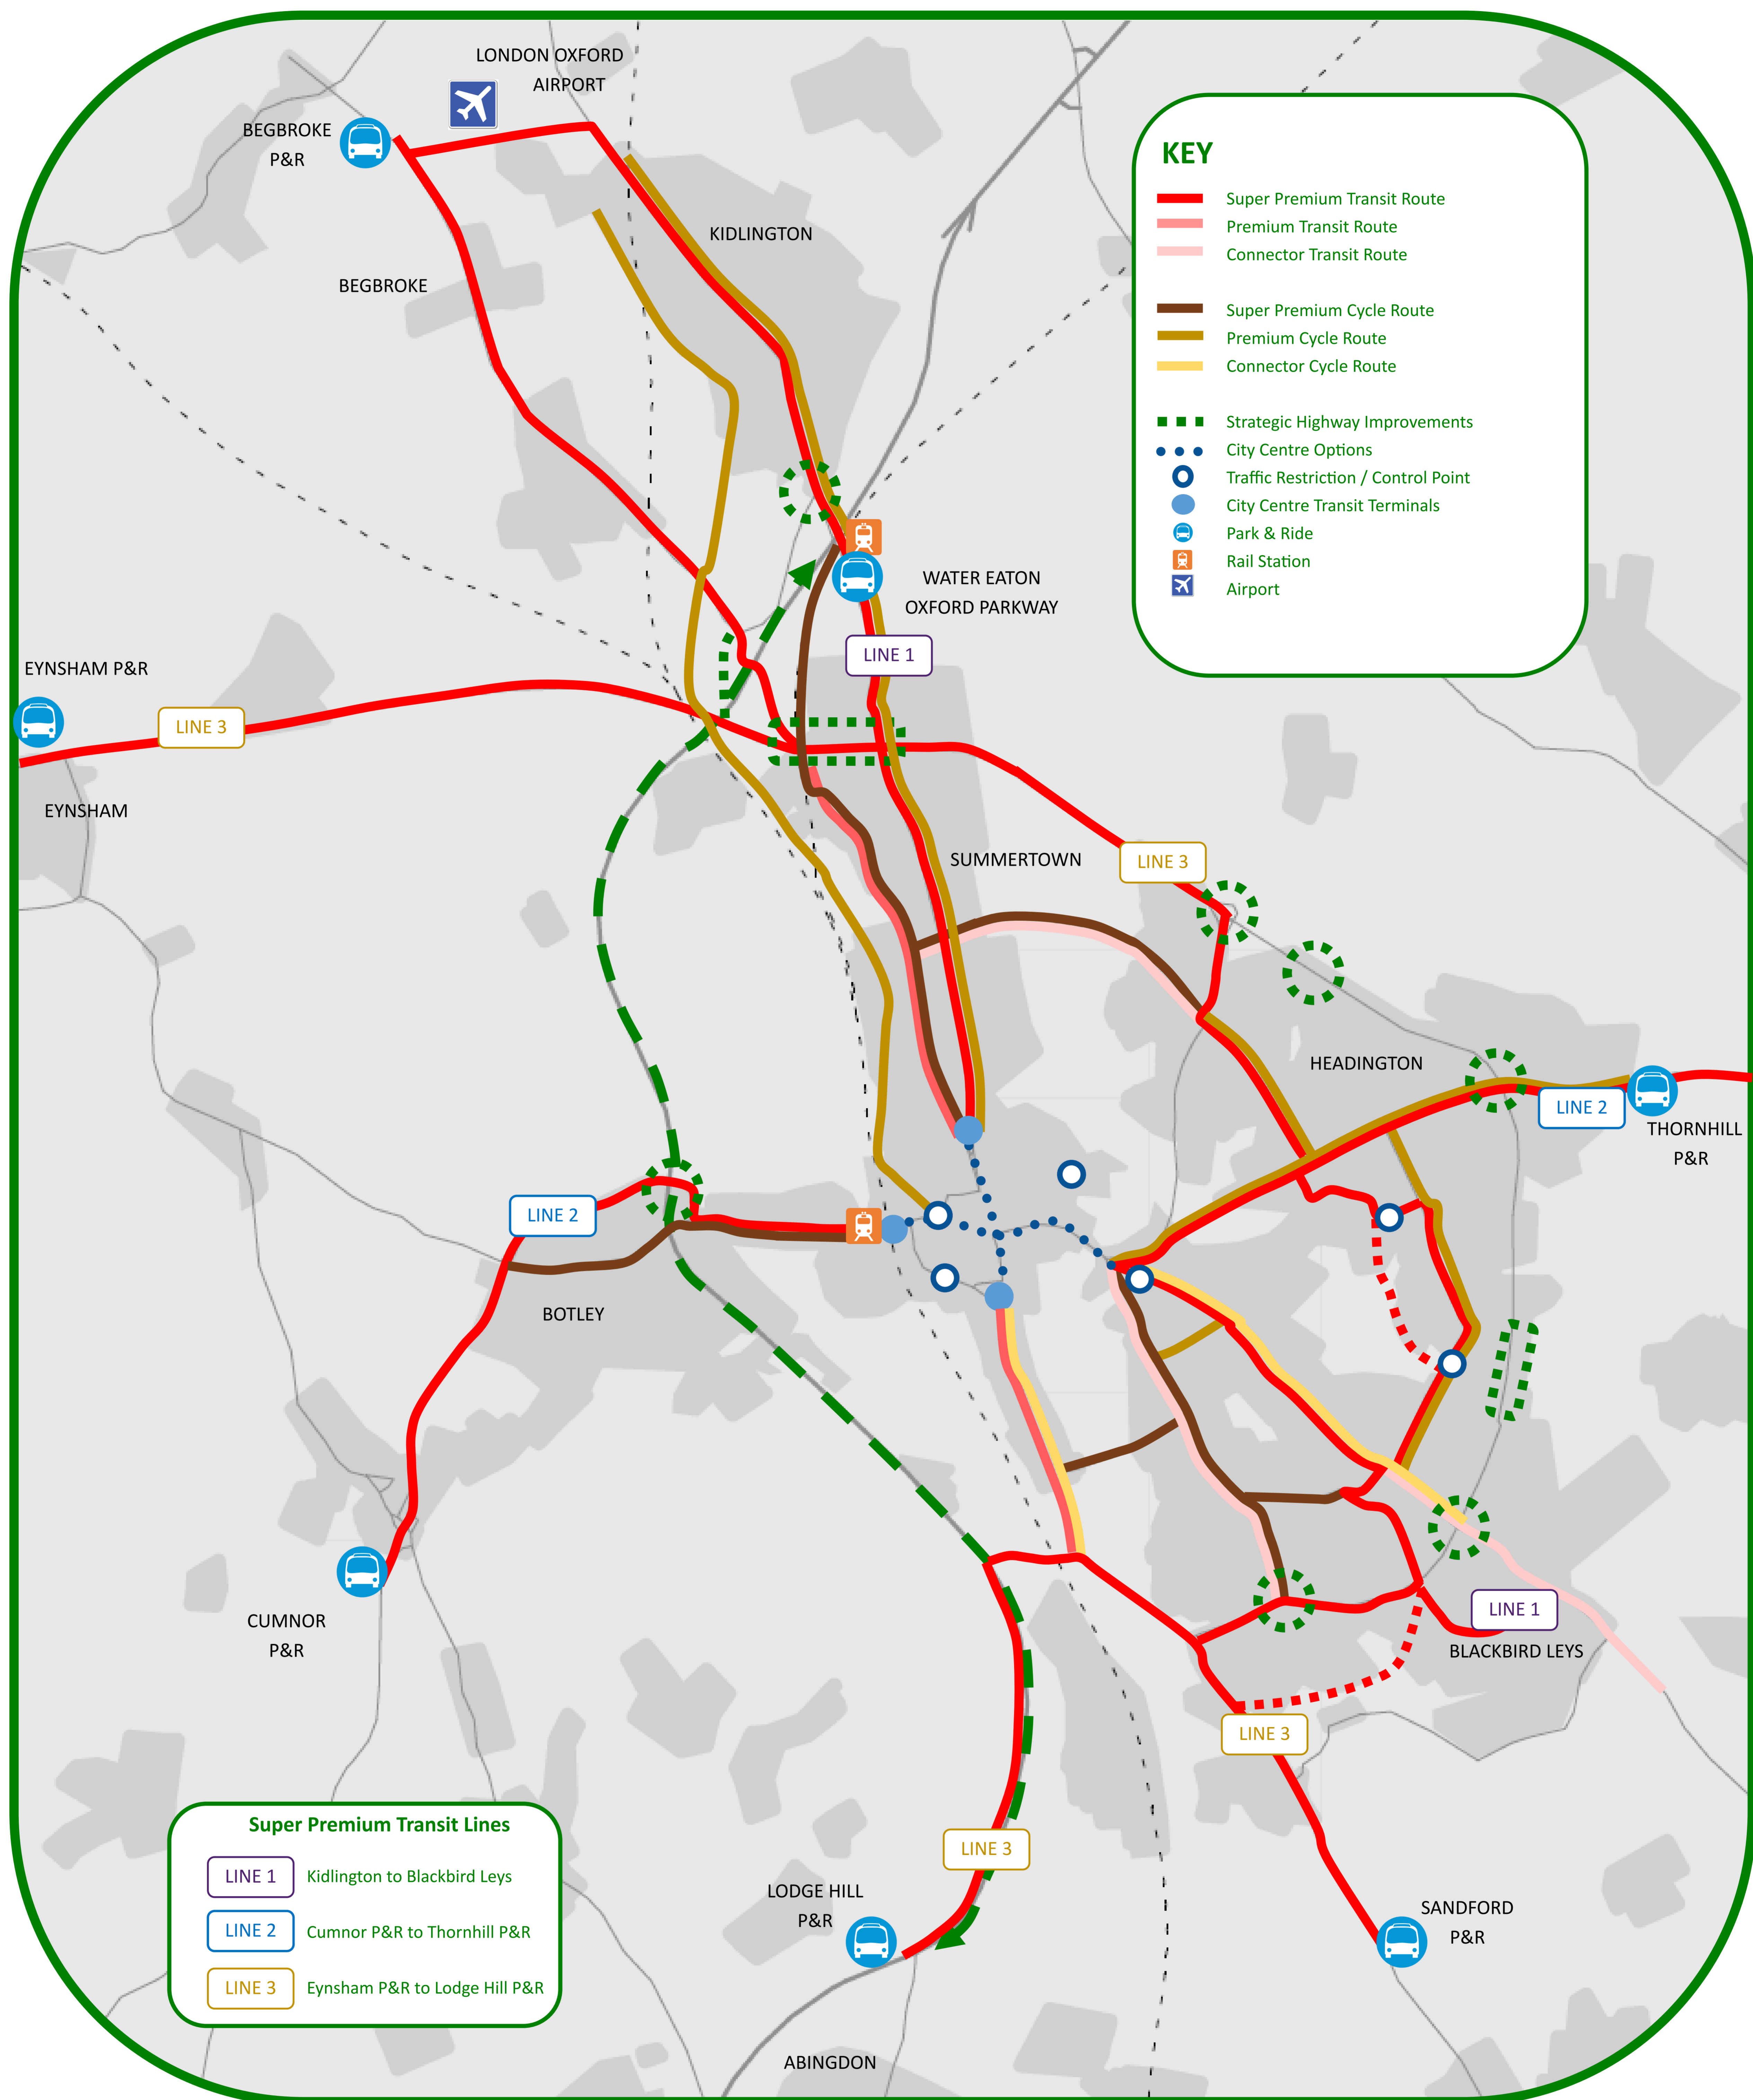 LONDON OXFORD
AIRPORT
BEGBROKE
P&R
KIDLINGTON
BEGBROKE
KEY
Super Premium Transit Route
Premium Transit Route
Connector Transit Route
Super Premium Cycle Route
Premium Cycle Route
Connector Cycle Route
Strategic Highway Improvements
City Centre Options
Traffic Restriction / Control Point
City Centre Transit Terminals
Park & Ride
Rail Station
Airport
WATER EATON
OXFORD PARKWAY
LINE 1
EYNSHAM P&R
LINE 3
EYNSHAM
SUMMERTOWN
LINE 3
HEADINGTON
LINE 2
THORNHILL
P&R
LINE 2
BOTLEY
CUMNOR
P&R
LINE 1
BLACKBIRD LEYS
LINE 3
LINE 3
LODGE HILL
P&R
SANDFORD
P&R
Super Premium Transit Lines
LINE 1 Kidlington to Blackbird Leys
LINE 2 Cumnor P&R to Thornhill P&R
LINE 3 Eynsham P&R to Lodge Hill P&R
ABINGDON